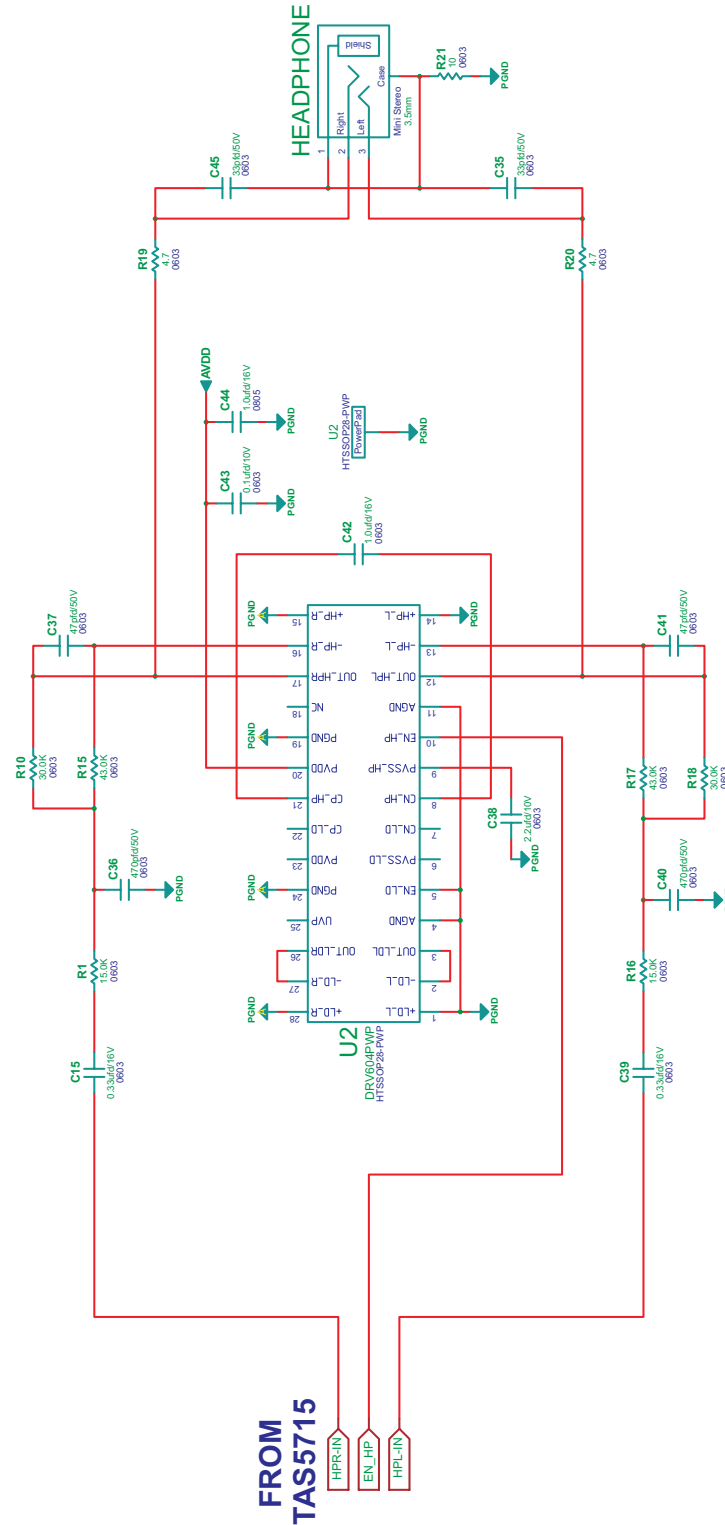 HEADPHONE
Shield
Right
Left
Case
Mini Stereo
3.5mm
1
2
3
R21
10
0603
PGND
C45
33pfd/50V
0603
C35
33pfd/50V
0603
R19
4.7
0603
R20
4.7
0603
AVDD
C44
1.0ufd/16V
0805
PGND
C43
0.1ufd/10V
0603
PGND
U2
HTSSOP28-PWP
PowerPad
PGND
C42
1.0ufd/16V
0603
C37
47pfd/50V
0603
R10
30.0K
0603
R15
43.0K
0603
C36
470pfd/50V
0603
PGND
R1
15.0K
0603
C15
0.33ufd/16V
0603
PGND
15
+HP_R
16
-HP_R
17
OUT_HPR
18
NC
PGND
19
PGND
20
PVDD
21
CP_HP
22
CP_LD
23
PVDD
PGND
24
PGND
25
UVP
26
OUT_LDR
27
-LD_R
PGND
28
+LD_R
+HP_L
14
PGND
-HP_L
13
OUT_HPL
12
AGND
11
EN_HP
10
PVSS_HP
9
CN_HP
8
CN_LD
7
PVSS_LD
6
EN_LD
5
AGND
4
OUT_LDL
3
-LD_L
2
+LD_L
1
PGND
U2
DRV604PWP
HTSSOP28-PWP
C38
2.2ufd/10V
0603
PGND
C41
47pfd/50V
0603
R17
43.0K
0603
R18
30.0K
0603
C40
470pfd/50V
0603
R16
15.0K
0603
C39
0.33ufd/16V
0603
FROM
TAS5715
HPR-IN
EN_HP
HPL-IN